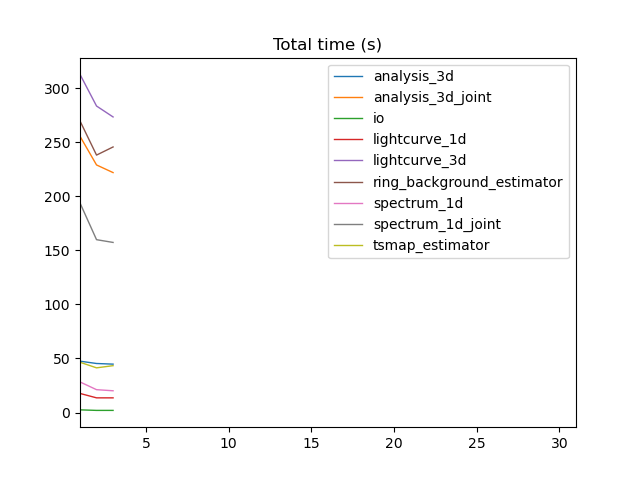 Total time (s)
300
250
200
150
100
50
0
analysis_3d
analysis_3d_joint
io
lightcurve_1d
lightcurve_3d
ring_background_estimator
spectrum_1d
spectrum_1d_joint
tsmap_estimator
5 10 15 20 25 30